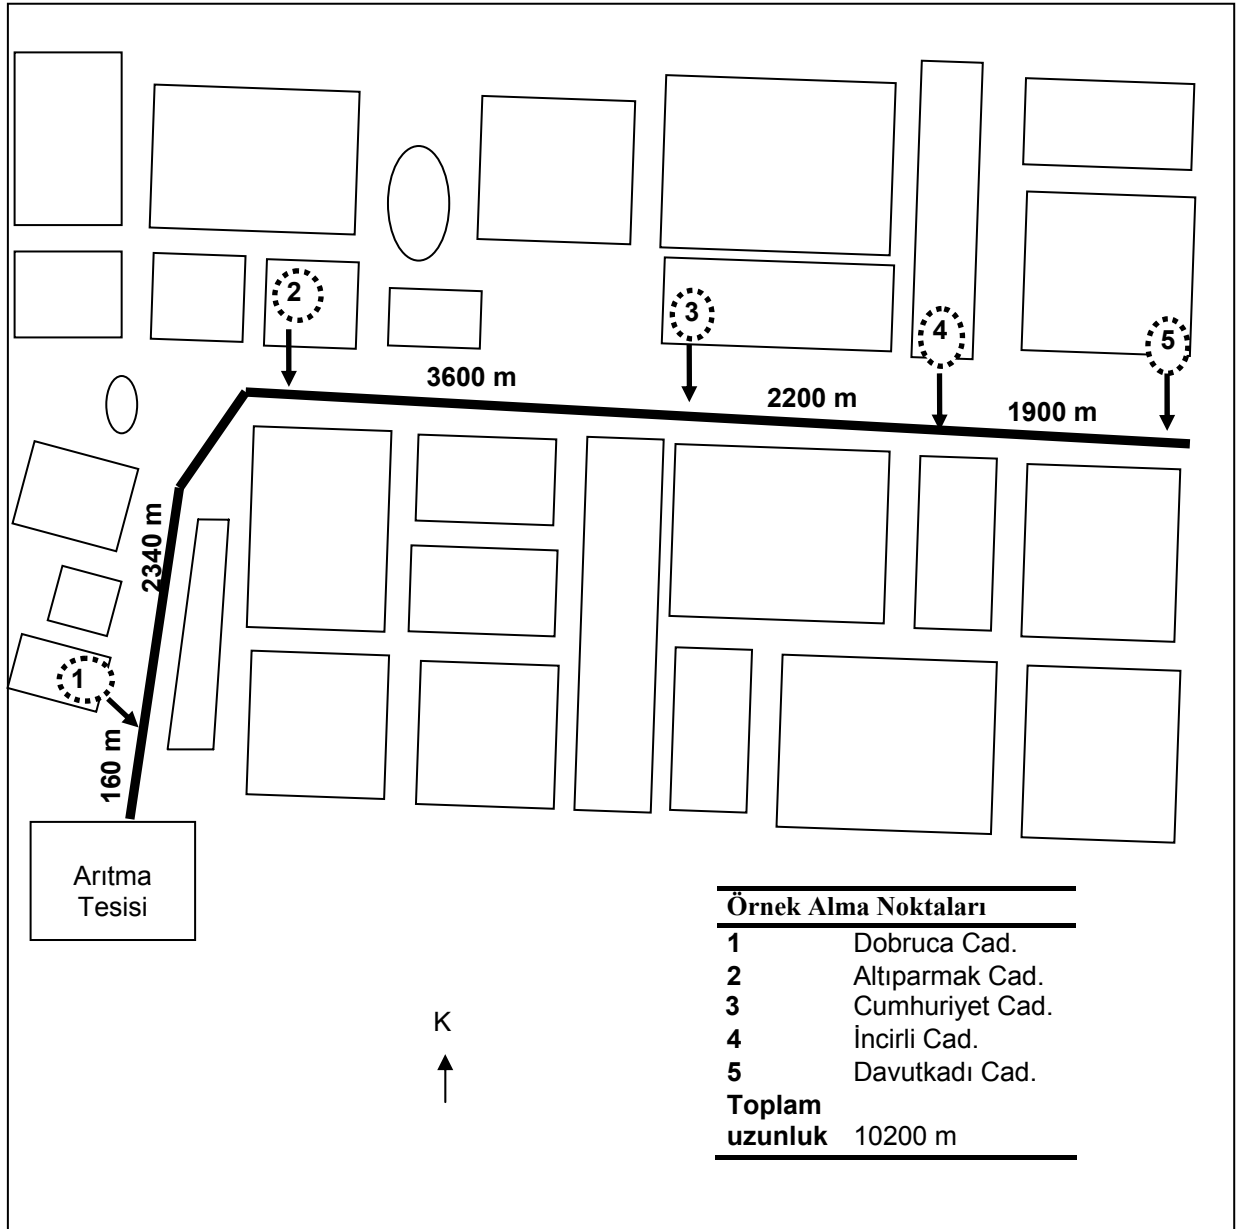 2
3
4
5
3600 m
2200 m
1900 m
2340 m
1
160 m
Arıtma
Tesisi
Örnek Alma Noktaları
1 Dobruca Cad.
2 Altıparmak Cad.
3 Cumhuriyet Cad.
4 İncirli Cad.
5 Davutkadı Cad.
Toplam
uzunluk 10200 m
K